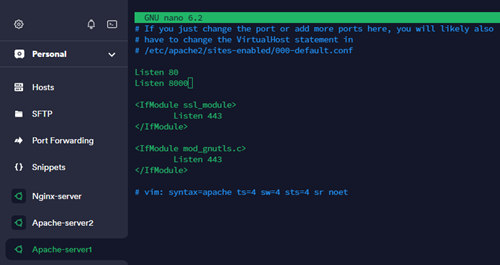 Personal
Hosts
SFTP
Port Forwarding
{} Snippets
Nginx-server
Apache-server2
Apache-server1
GNU nano 6.2
# If you just change the port or add more ports here, you will likely also
# have to change the VirtualHost statement in
# /etc/apache2/sites-enabled/000-default.conf
Listen 80
Listen 8000
<IfModule ssl_module>
Listen 443
</IfModule>
<IfModule mod_gnutls.c>
Listen 443
</IfModule>
# vim: syntax=apache ts=4 sw=4 sts=4 sr noet